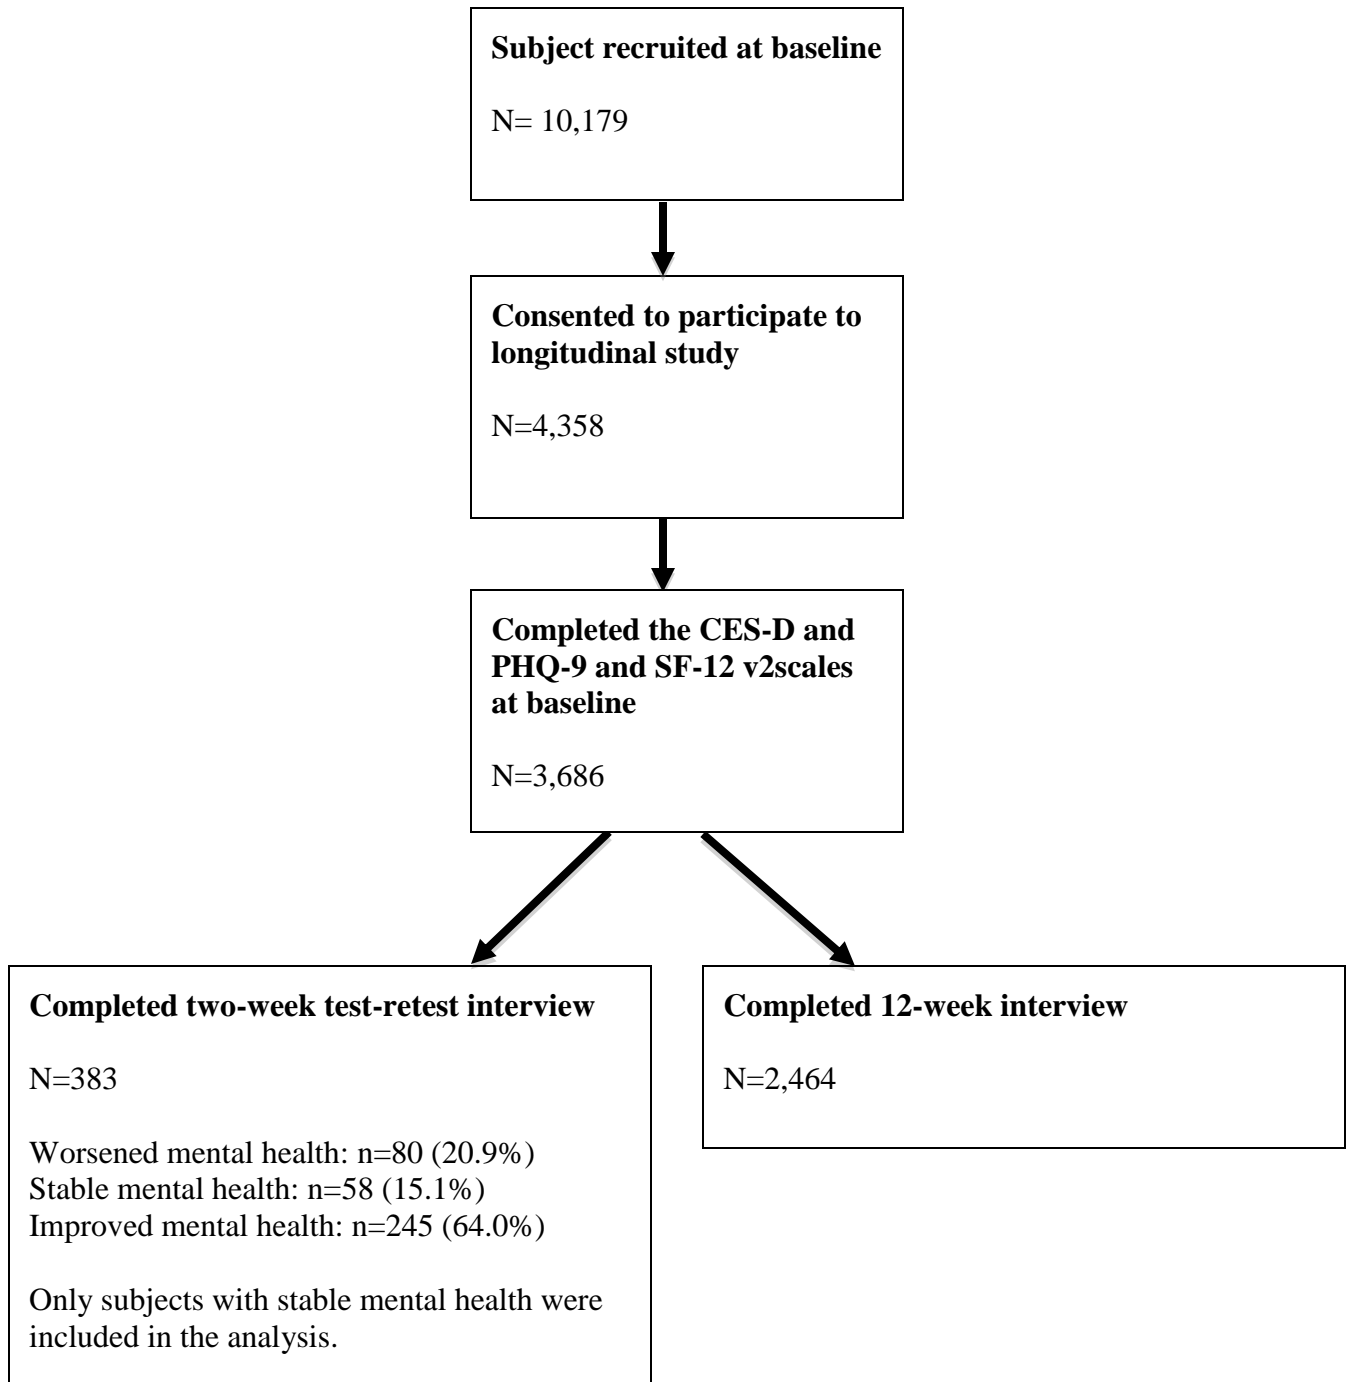 Subject recruited at baseline
N= 10,179
Consented to participate to
longitudinal study
N=4,358
Completed the CES-D and
PHQ-9 and SF-12 v2scales
at baseline
N=3,686
Completed two-week test-retest interview
N=383
Worsened mental health: n=80 (20.9%)
Stable mental health: n=58 (15.1%)
Improved mental health: n=245 (64.0%)
Only subjects with stable mental health were
included in the analysis.
Completed 12-week interview
N=2,464